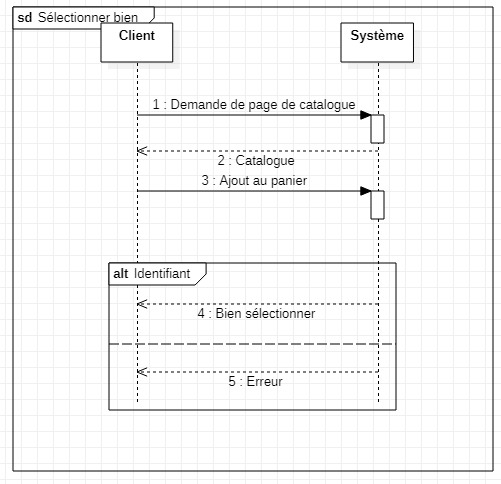 sd Sélectionner bien
Client
Système
1 : Demande de page de catalogue
2 : Catalogue
3 : Ajout au panier
alt Identifiant
4 : Bien sélectionner
5 : Erreur